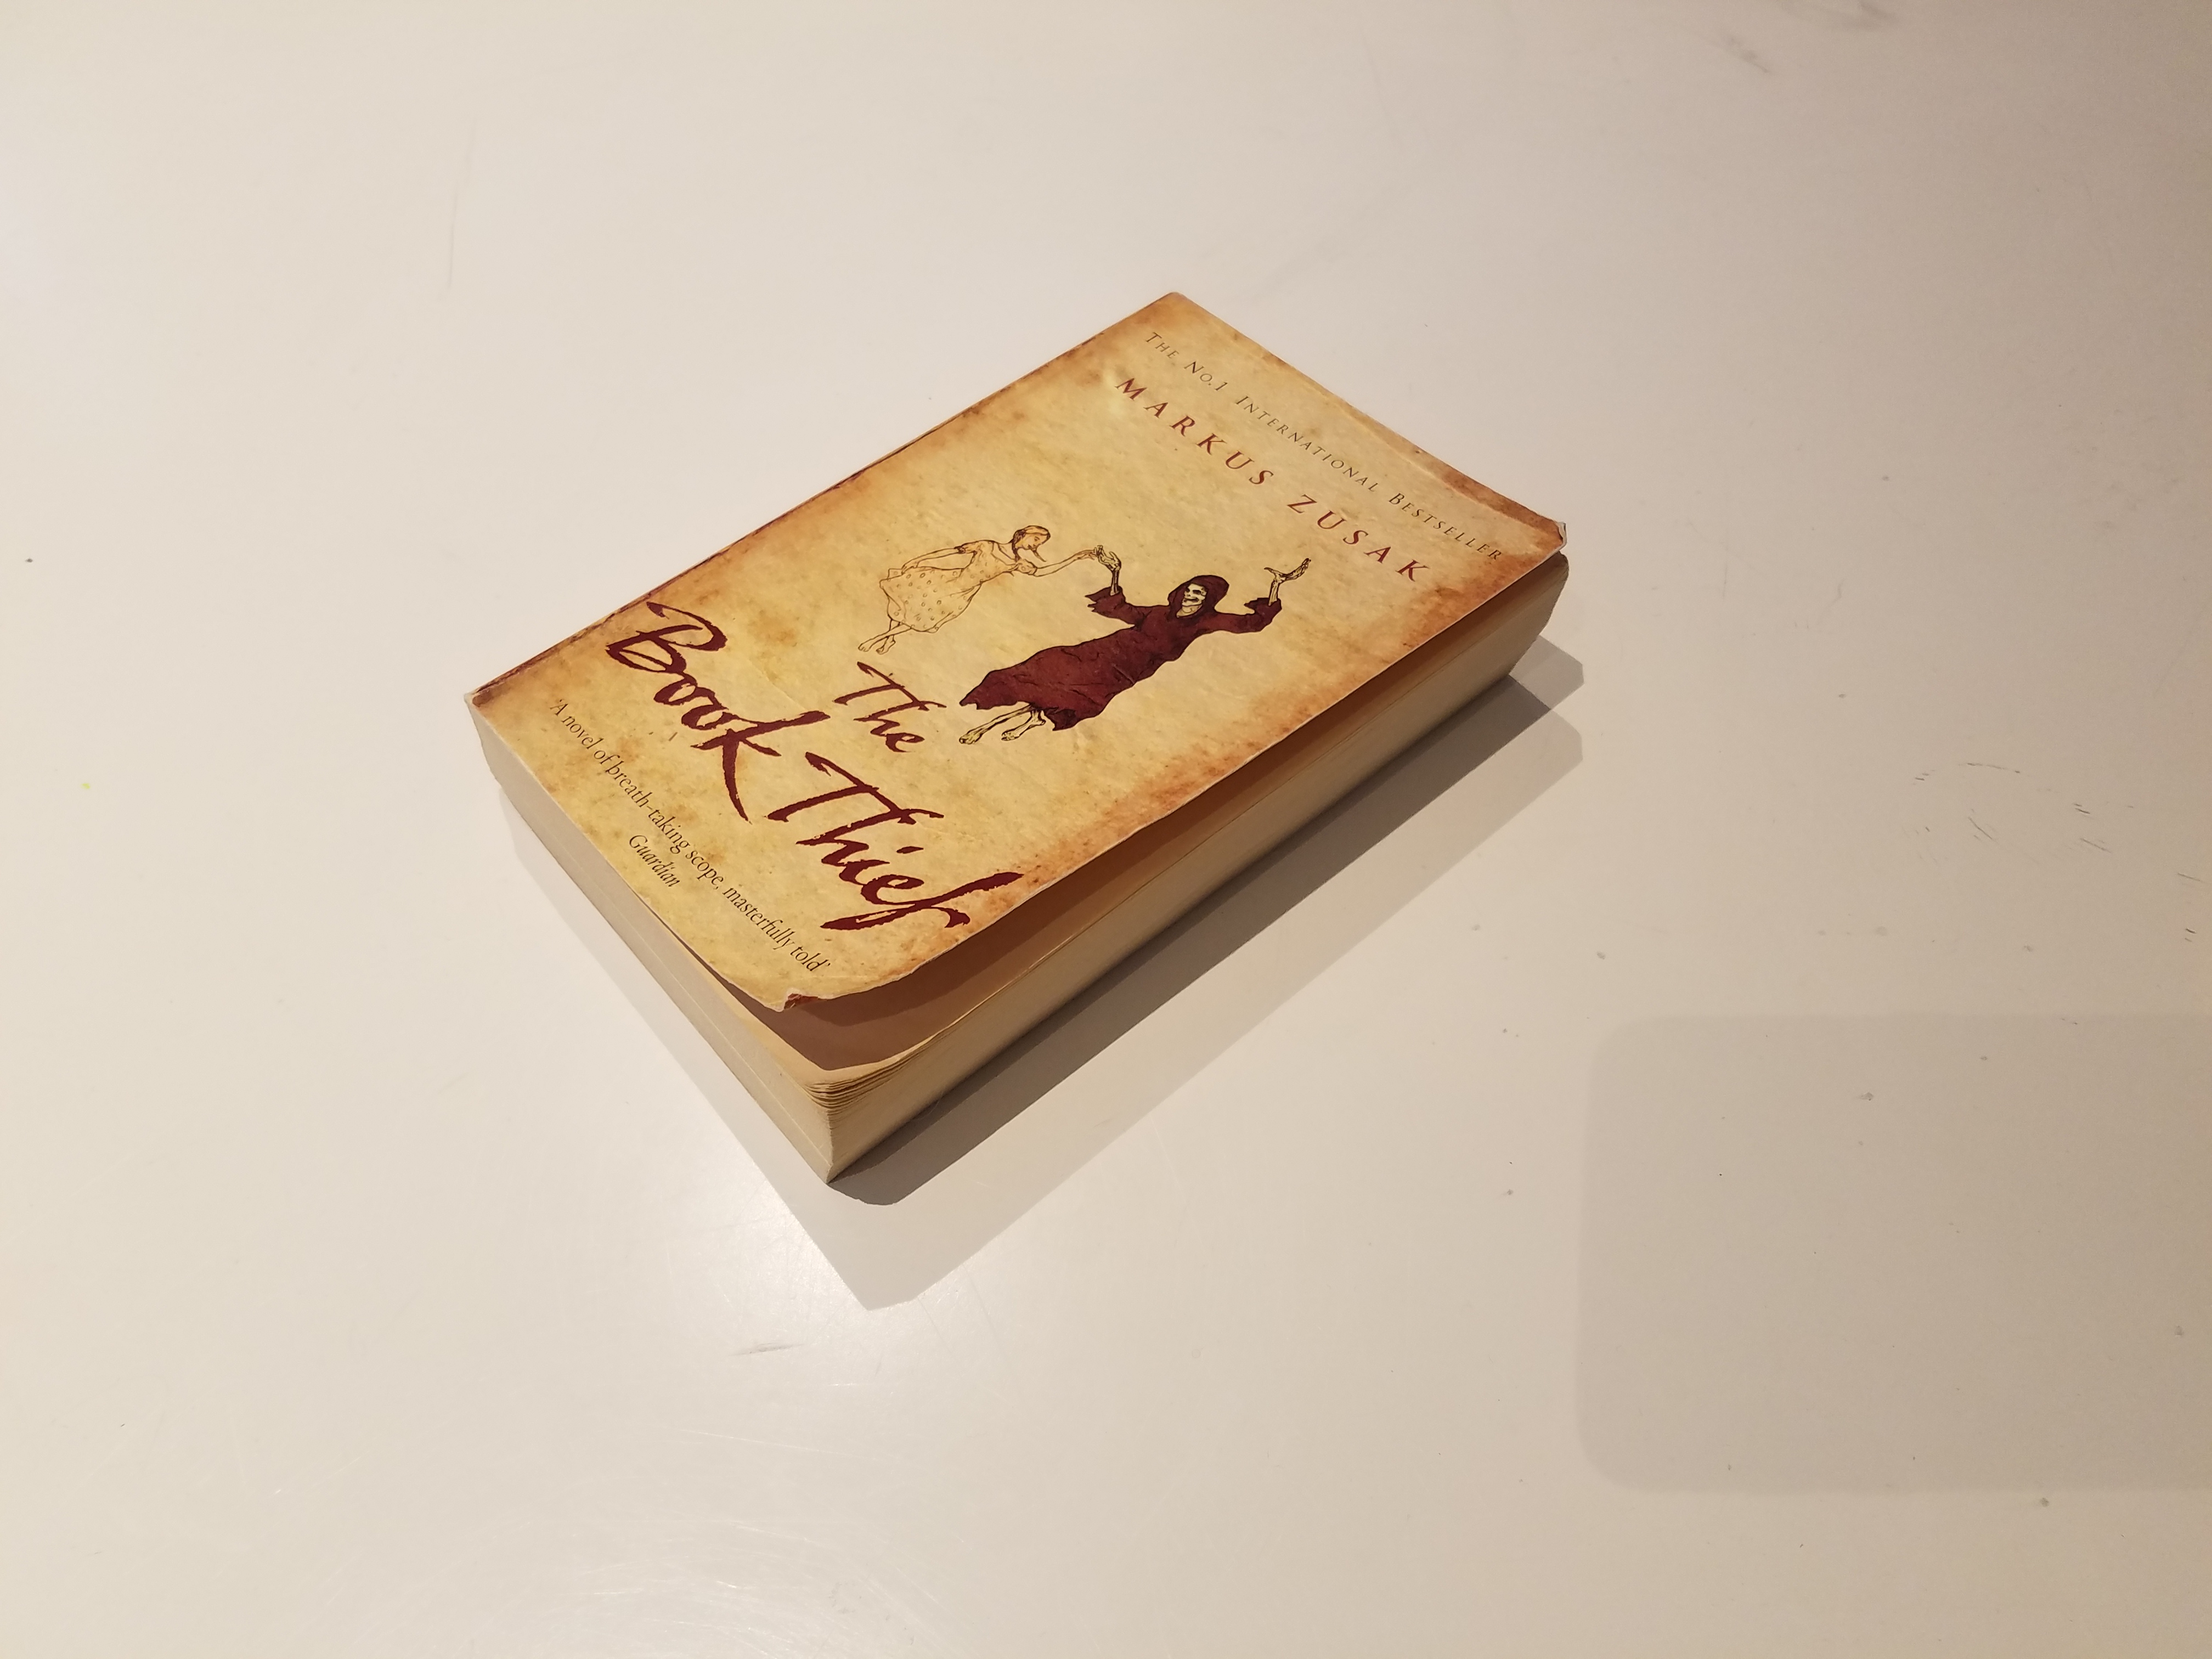 THE NO.1 INTERNATIONAL BESTSELLER
MARKUS ZUSAK
The
Book Thief
'A novel of breath-taking scope, masterfully told'
Guardian